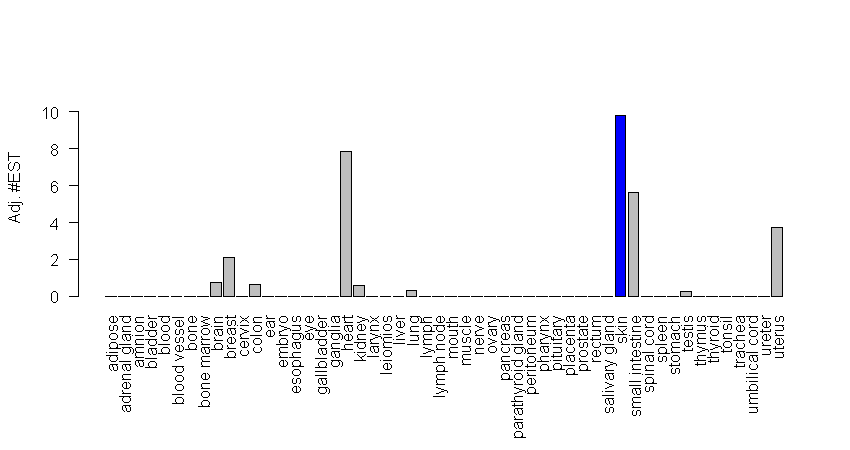 Adj. #EST
10
8
6
4
2
0
adipose
adrenal gland
amnion
bladder
blood
blood vessel
bone
bone marrow
brain
breast
cervix
colon
ear
embryo
esophagus
eye
gallbladder
ganglia
heart
kidney
larynx
leiomios
liver
lung
lymph
lymph node
mouth
muscle
nerve
ovary
pancreas
parathyroid gland
peritoneum
pharynx
pituitary
placenta
prostate
rectum
salivary gland
skin
small intestine
spinal cord
spleen
stomach
testis
thymus
thyroid
tonsil
trachea
umbilical cord
ureter
uterus